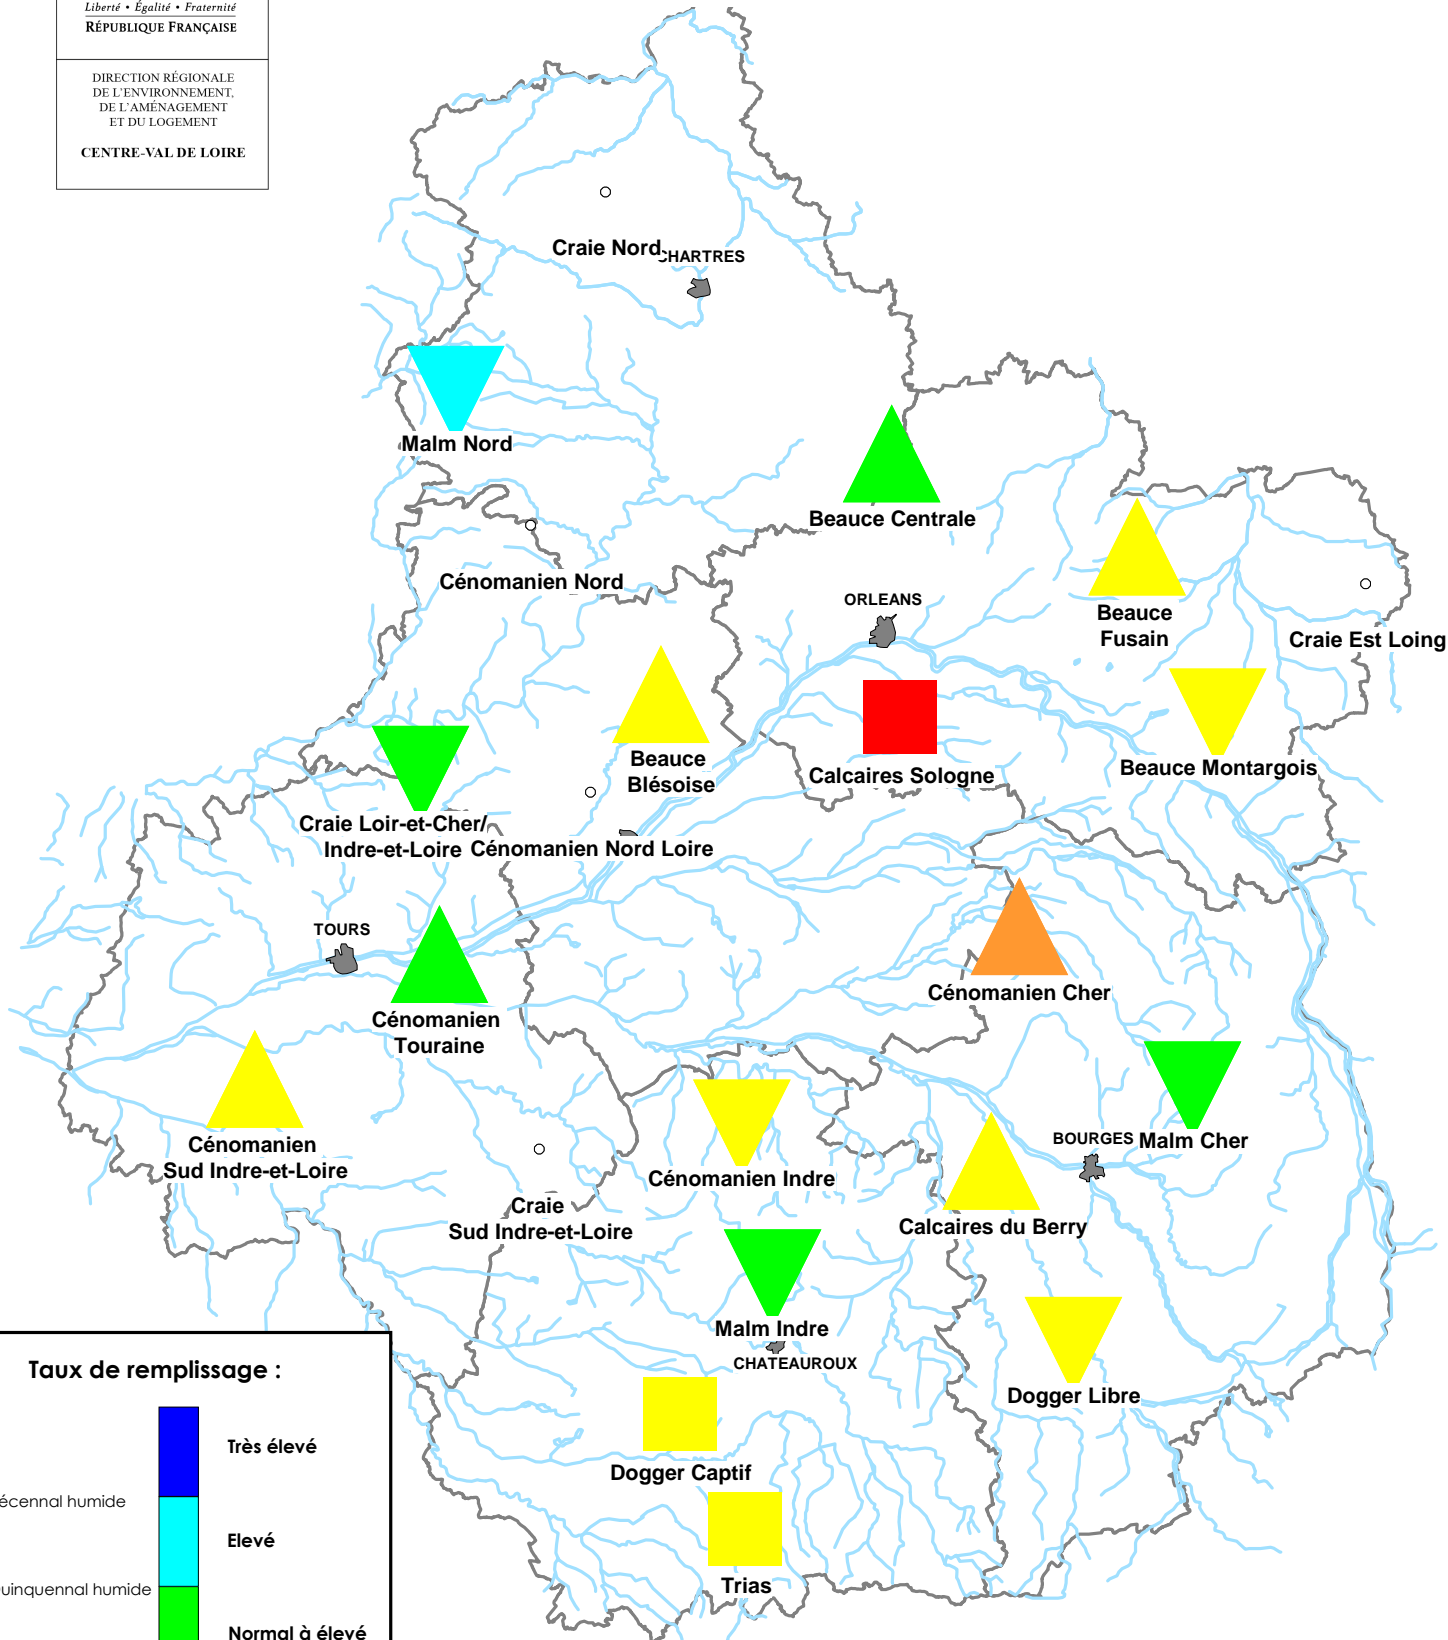 Liberté • Égalité • Fraternité
RÉPUBLIQUE FRANÇAISE
DIRECTION RÉGIONALE
DE L'ENVIRONNEMENT,
DE L'AMÉNAGEMENT
ET DU LOGEMENT
CENTRE-VAL DE LOIRE
Craie Nord
CHARTRES
Malm Nord
Beauce Centrale
Cénomanien Nord
ORLEANS
Beauce
Fusain
Craie Est Loing
Beauce
Blésoise
Calcaires Sologne
Beauce Montargois
Craie Loir-et-Cher/
Indre-et-Loire
Cénomanien Nord Loire
TOURS
Cénomanien
Touraine
Cénomanien Cher
Cénomanien
Sud Indre-et-Loire
BOURGES
Malm Cher
Cénomanien Indre
Craie
Sud Indre-et-Loire
Calcaires du Berry
Malm Indre
CHATEAUROUX
Dogger Libre
Dogger Captif
Trias
Taux de remplissage :
Très élevé
écennal humide
Elevé
uinquennal humide
Normal à élevé